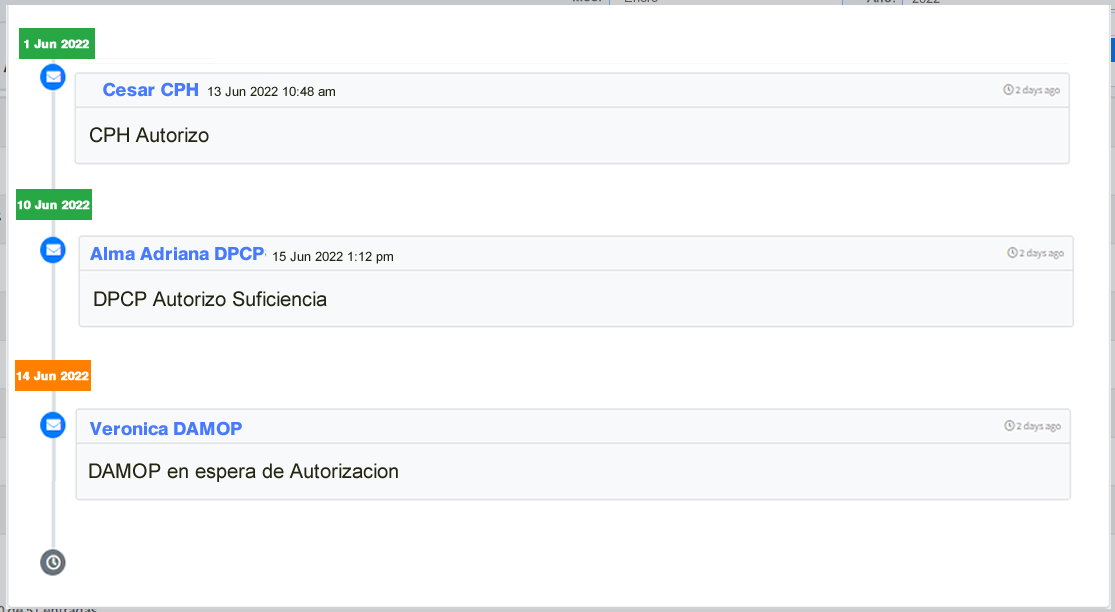 Enero
2022
1 Jun 2022
Cesar CPH 13 Jun 2022 10:48 am 2 days ago
CPH Autorizo
10 Jun 2022
Alma Adriana DPCP 15 Jun 2022 1:12 pm 2 days ago
DPCP Autorizo Suficiencia
14 Jun 2022
Veronica DAMOP 2 days ago
DAMOP en espera de Autorizacion